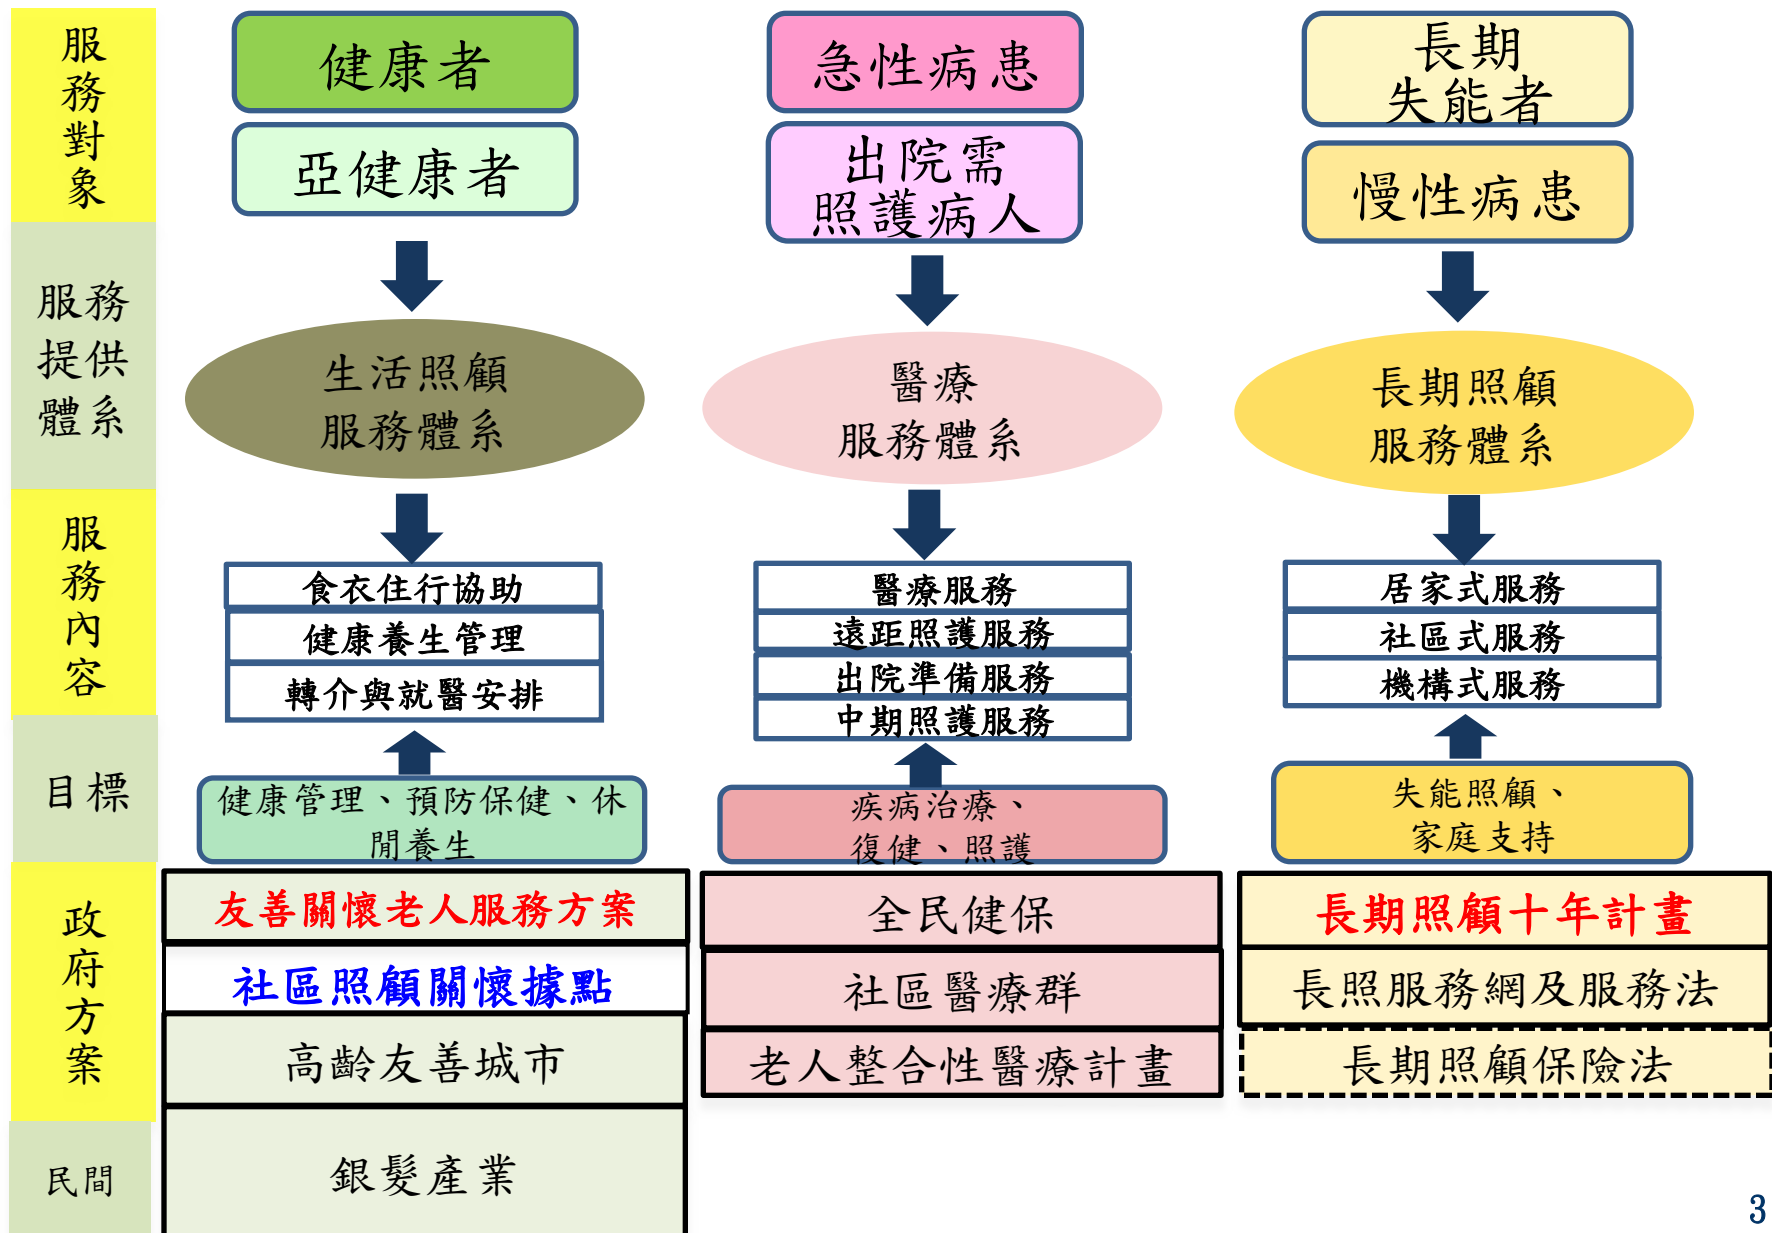 服務對象
健康者
急性病患
長期
失能者
亞健康者
出院需
照護病人
慢性病患
服務
提供
體系
生活照顧
服務體系
醫療
服務體系
長期照顧
服務體系
服務內容
食衣住行協助
健康養生管理
轉介與就醫安排
醫療服務
遠距照護服務
出院準備服務
中期照護服務
居家式服務
社區式服務
機構式服務
目標
健康管理、預防保健、休
閒養生
疾病治療、
復健、照護
失能照顧、
家庭支持
政府方案
友善關懷老人服務方案
社區照顧關懷據點
高齡友善城市
全民健保
社區醫療群
老人整合性醫療計畫
長期照顧十年計畫
長照服務網及服務法
長期照顧保險法
民間
銀髮產業
3